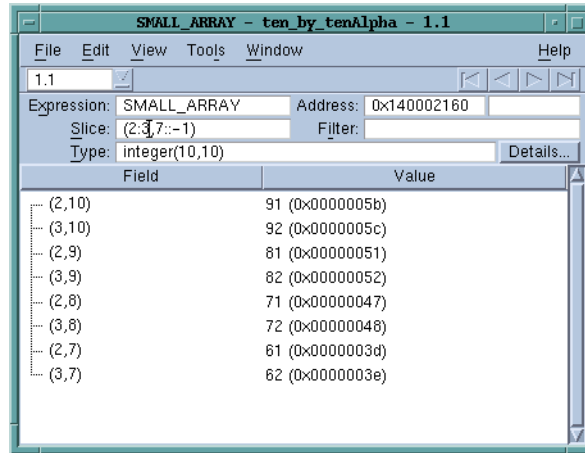 SMALL_ARRAY - ten_by_tenAlpha - 1.1
File Edit View Tools Window Help
1.1
Expression: SMALL_ARRAY Address: 0x140002160
Slice: (2:3,7::-1) Filter:
Type: integer(10,10) Details...
Field Value
(2,10) 91 (0x0000005b)
(3,10) 92 (0x0000005c)
(2,9) 81 (0x00000051)
(3,9) 82 (0x00000052)
(2,8) 71 (0x00000047)
(3,8) 72 (0x00000048)
(2,7) 61 (0x0000003d)
(3,7) 62 (0x0000003e)